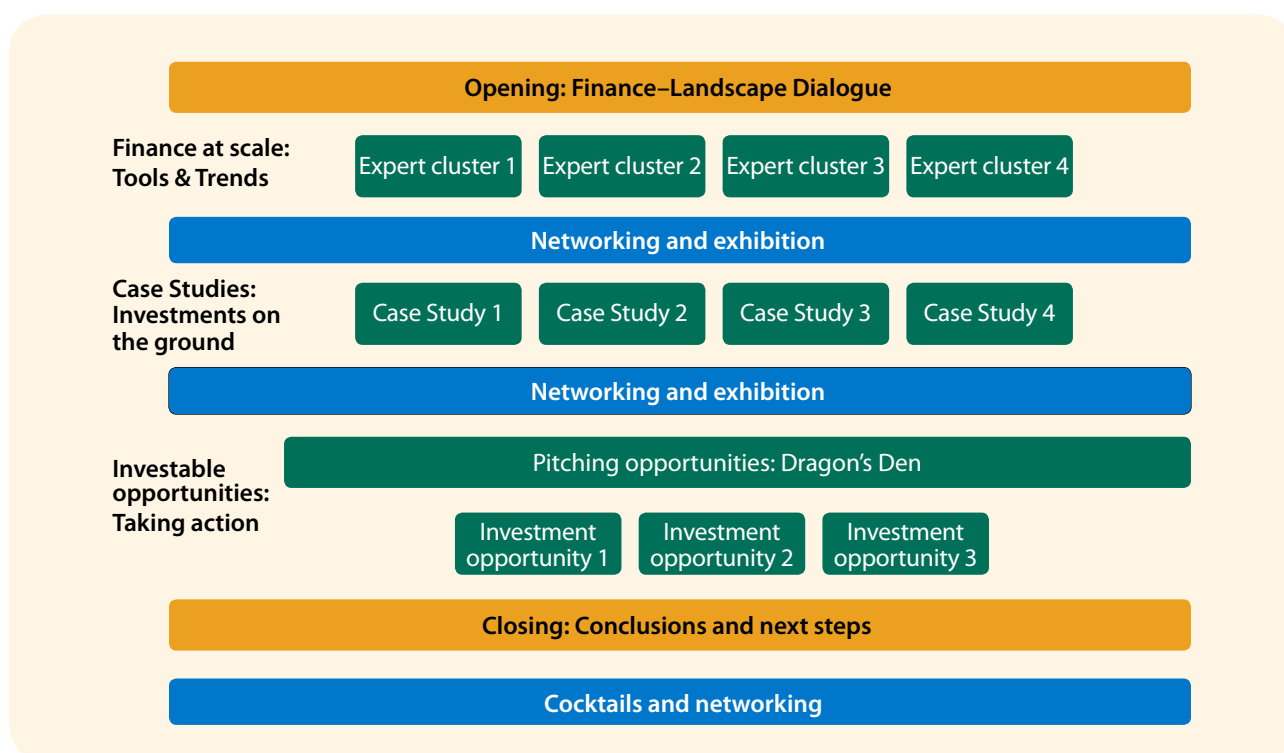 Opening: Finance–Landscape Dialogue
Finance at scale:
Tools & Trends
Expert cluster 1
Expert cluster 2
Expert cluster 3
Expert cluster 4
Networking and exhibition
Case Studies:
Investments on
the ground
Case Study 1
Case Study 2
Case Study 3
Case Study 4
Networking and exhibition
Investable
opportunities:
Taking action
Pitching opportunities: Dragon’s Den
Investment
opportunity 1
Investment
opportunity 2
Investment
opportunity 3
Closing: Conclusions and next steps
Cocktails and networking